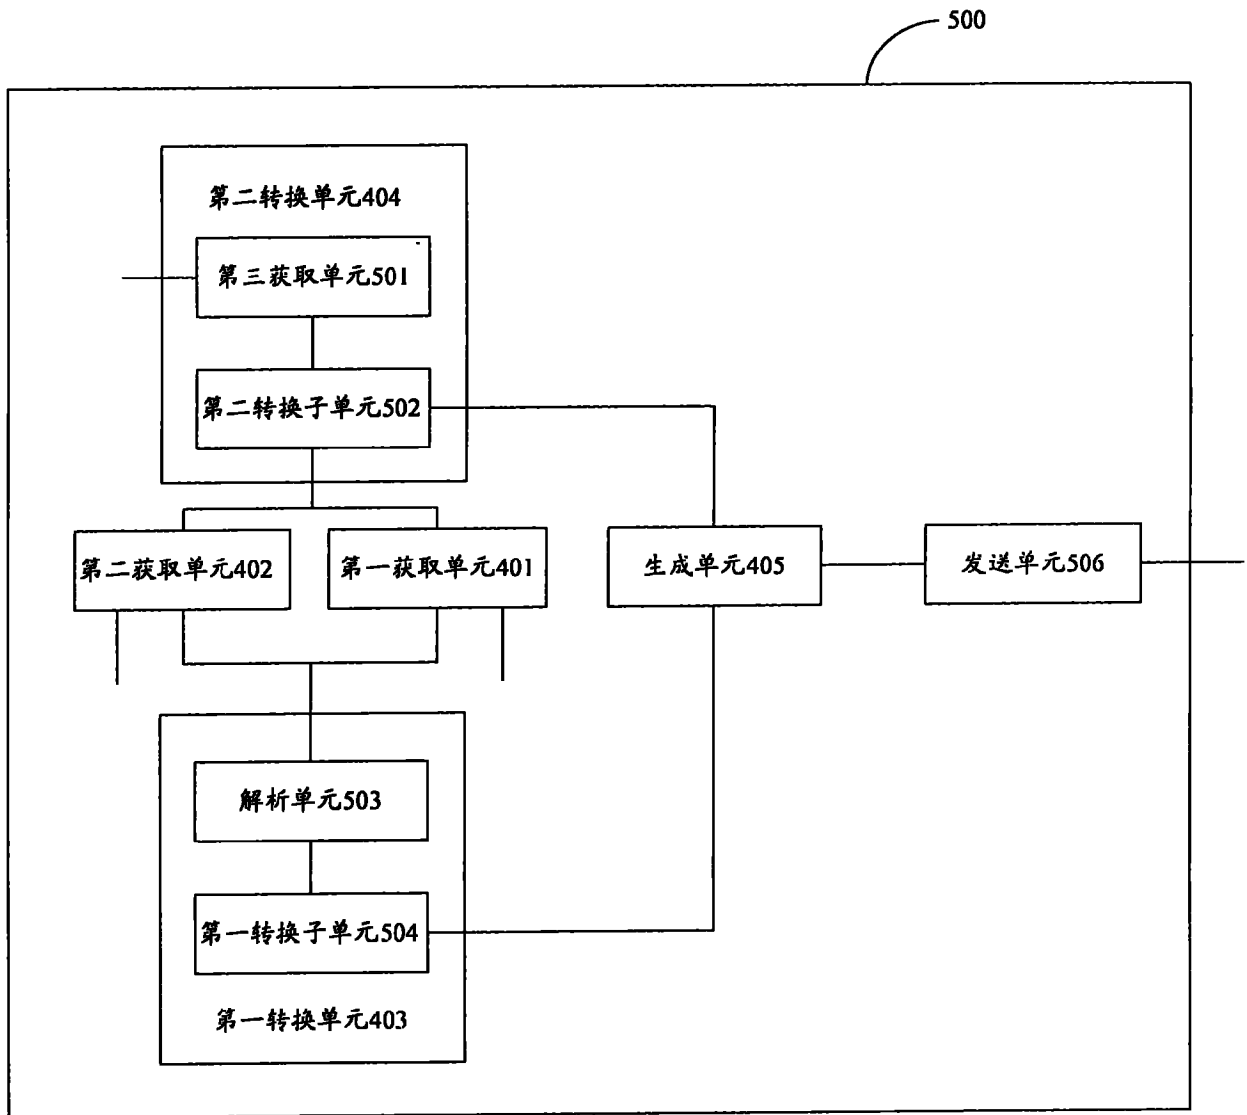 500
第二转换单元404
第三获取单元501
第二转换子单元502
第二获取单元402
第一获取单元401
生成单元405
发送单元506
解析单元503
第一转换子单元504
第一转换单元403